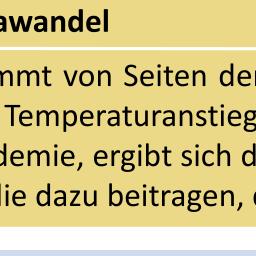 awandel
mmt von Seiten der
Temperaturanstieg
demie, ergibt sich d
die dazu beitragen,